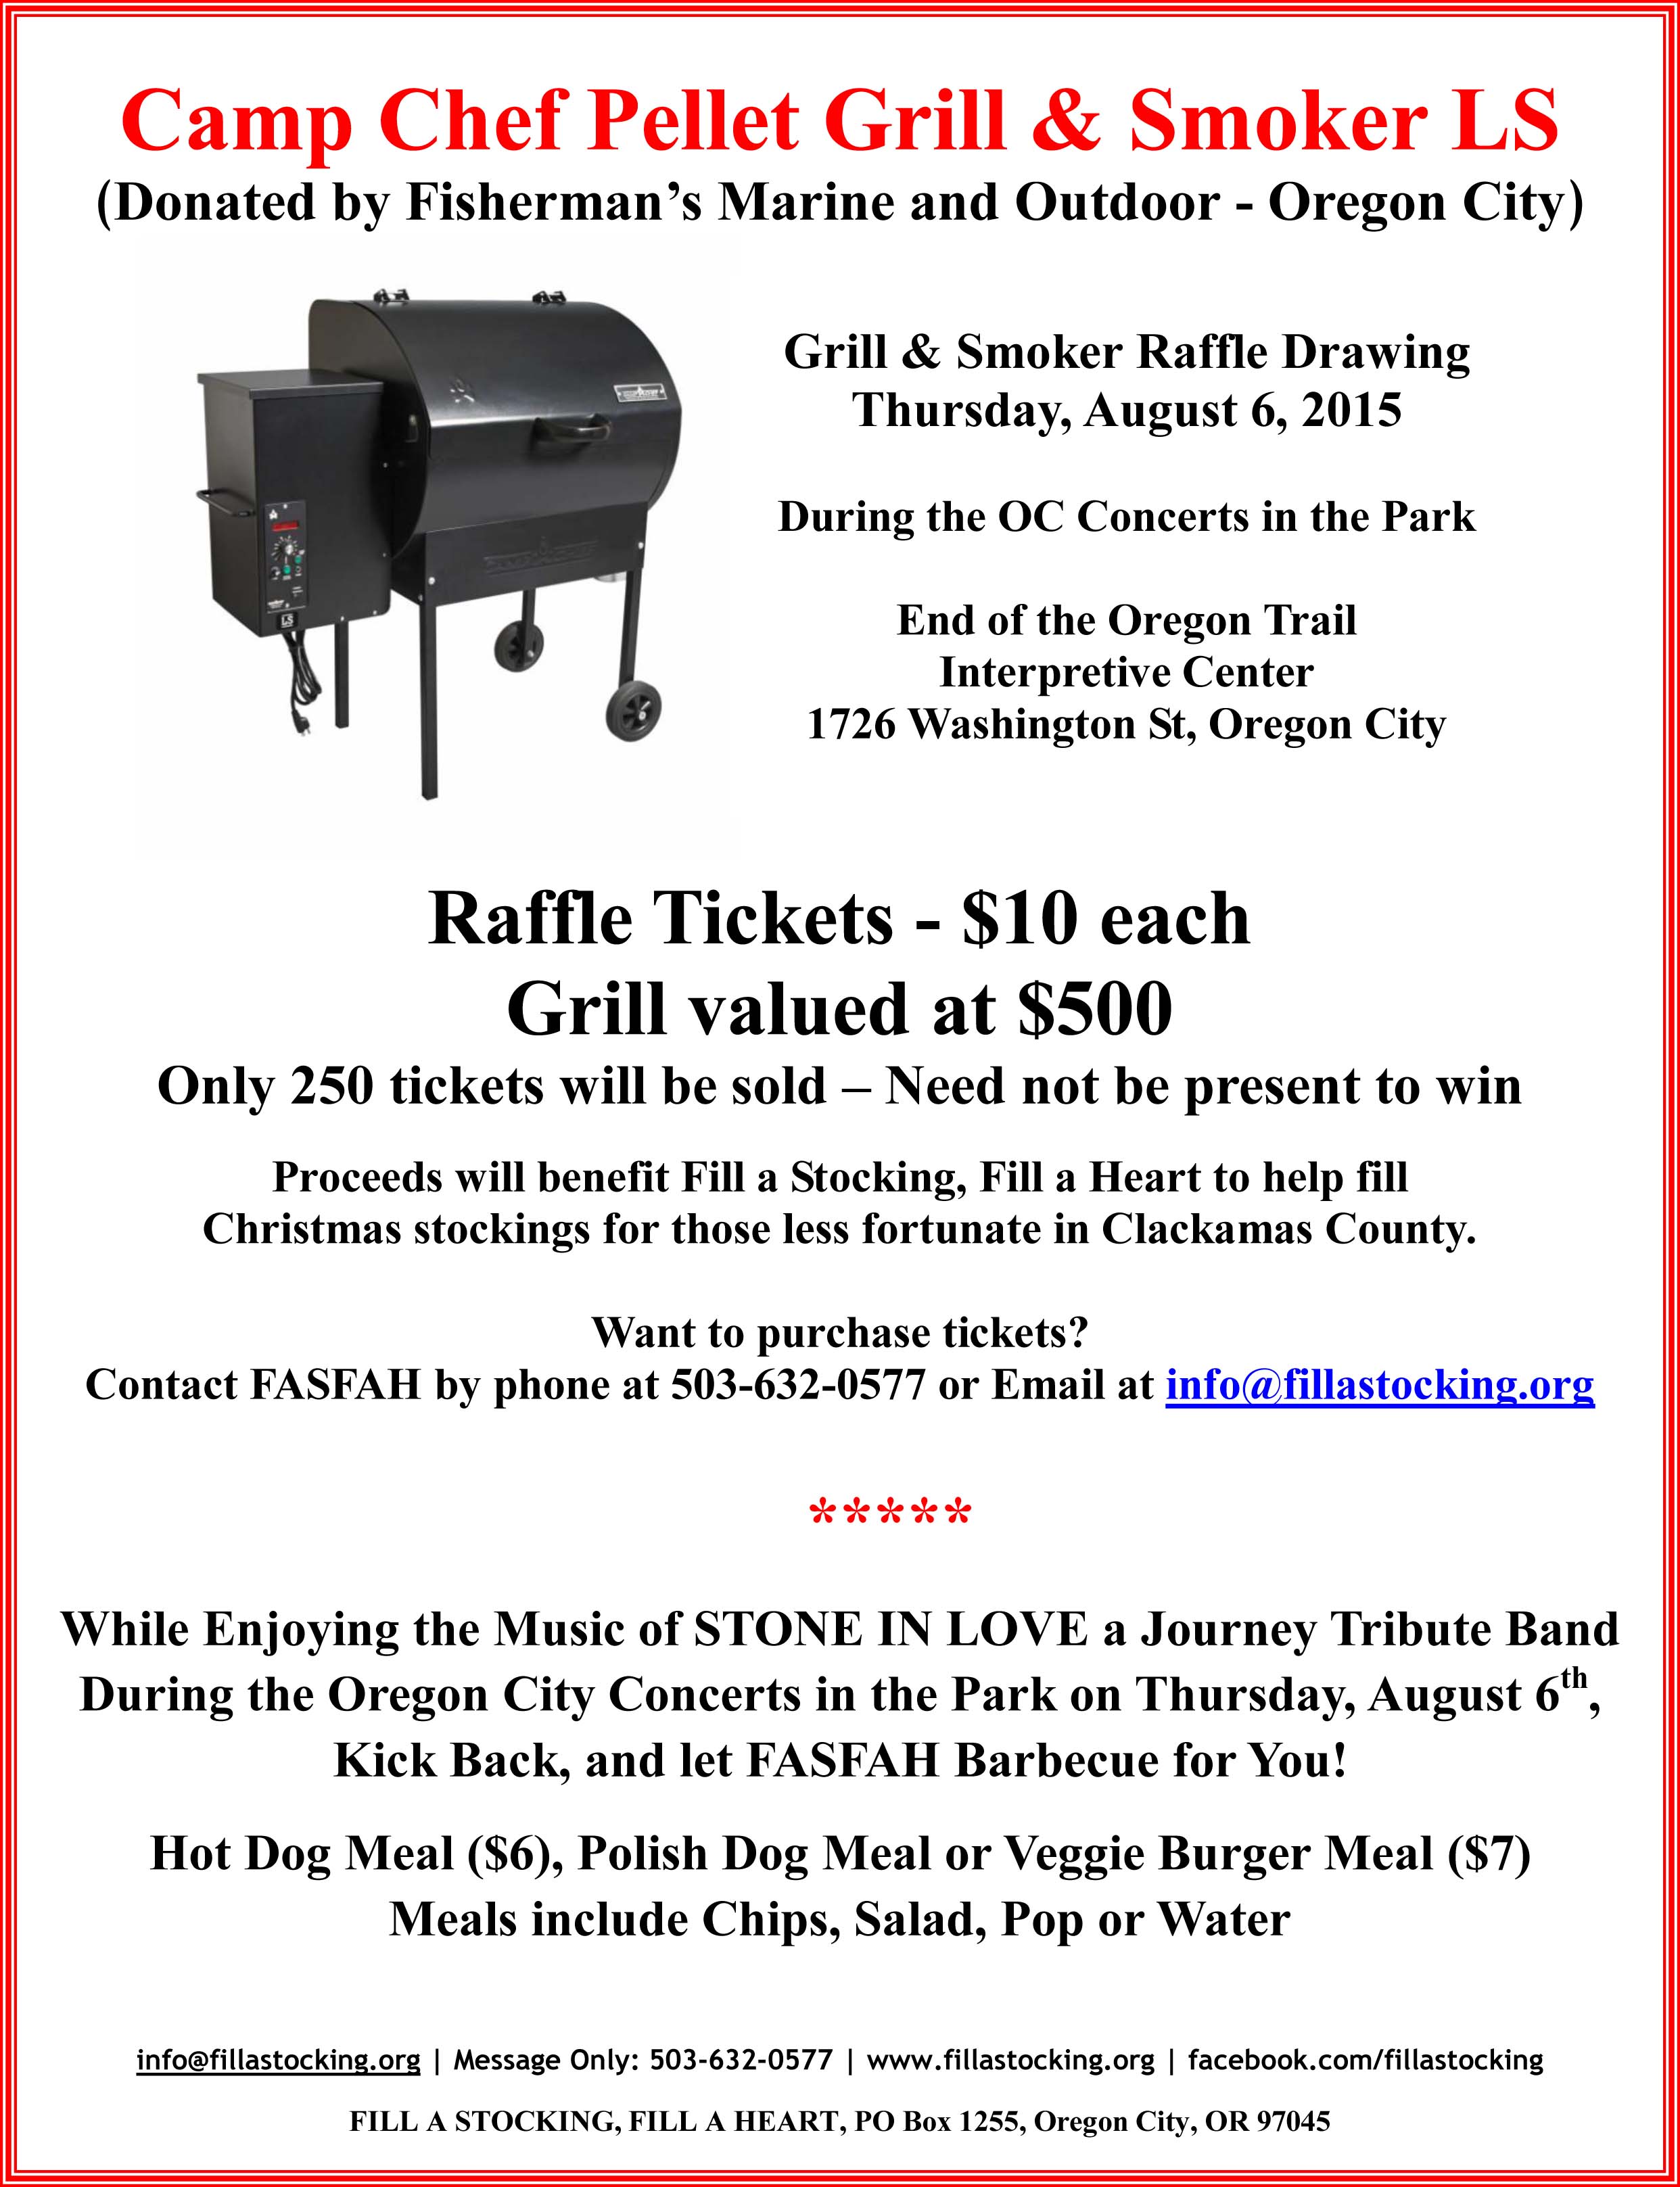 Camp Chef Pellet Grill & Smoker LS
(Donated by Fisherman’s Marine and Outdoor - Oregon City)
Grill & Smoker Raffle Drawing
Thursday, August 6, 2015
During the OC Concerts in the Park
End of the Oregon Trail
Interpretive Center
1726 Washington St, Oregon City
LS
Raffle Tickets - $10 each
Grill valued at $500
Only 250 tickets will be sold – Need not be present to win
Proceeds will benefit Fill a Stocking, Fill a Heart to help fill
Christmas stockings for those less fortunate in Clackamas County.
Want to purchase tickets?
Contact FASFAH by phone at 503-632-0577 or Email at info@fillastocking.org
*****
While Enjoying the Music of STONE IN LOVE a Journey Tribute Band
During the Oregon City Concerts in the Park on Thursday, August 6th,
Kick Back, and let FASFAH Barbecue for You!
Hot Dog Meal ($6), Polish Dog Meal or Veggie Burger Meal ($7)
Meals include Chips, Salad, Pop or Water
info@fillastocking.org | Message Only: 503-632-0577 | www.fillastocking.org | facebook.com/fillastocking
FILL A STOCKING, FILL A HEART, PO Box 1255, Oregon City, OR 97045